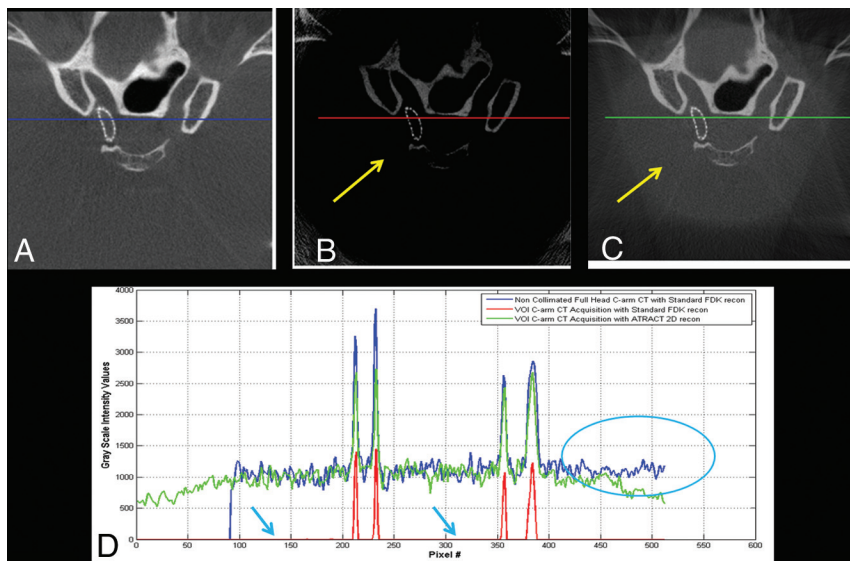 A
B
C
4000
3500
3000
2500
2000
1500
1000
500
0
Gray Scale Intensity Values
Non Collimated Full Head C-arm CT with Standard FDK recon
VOI C-arm CT Acquisition with Standard FDK recon
VOI C-arm CT Acquisition with ATRACT 2D recon
D
0 50 100 150 200 250 300 350 400 450 500 550 600
Pixel #